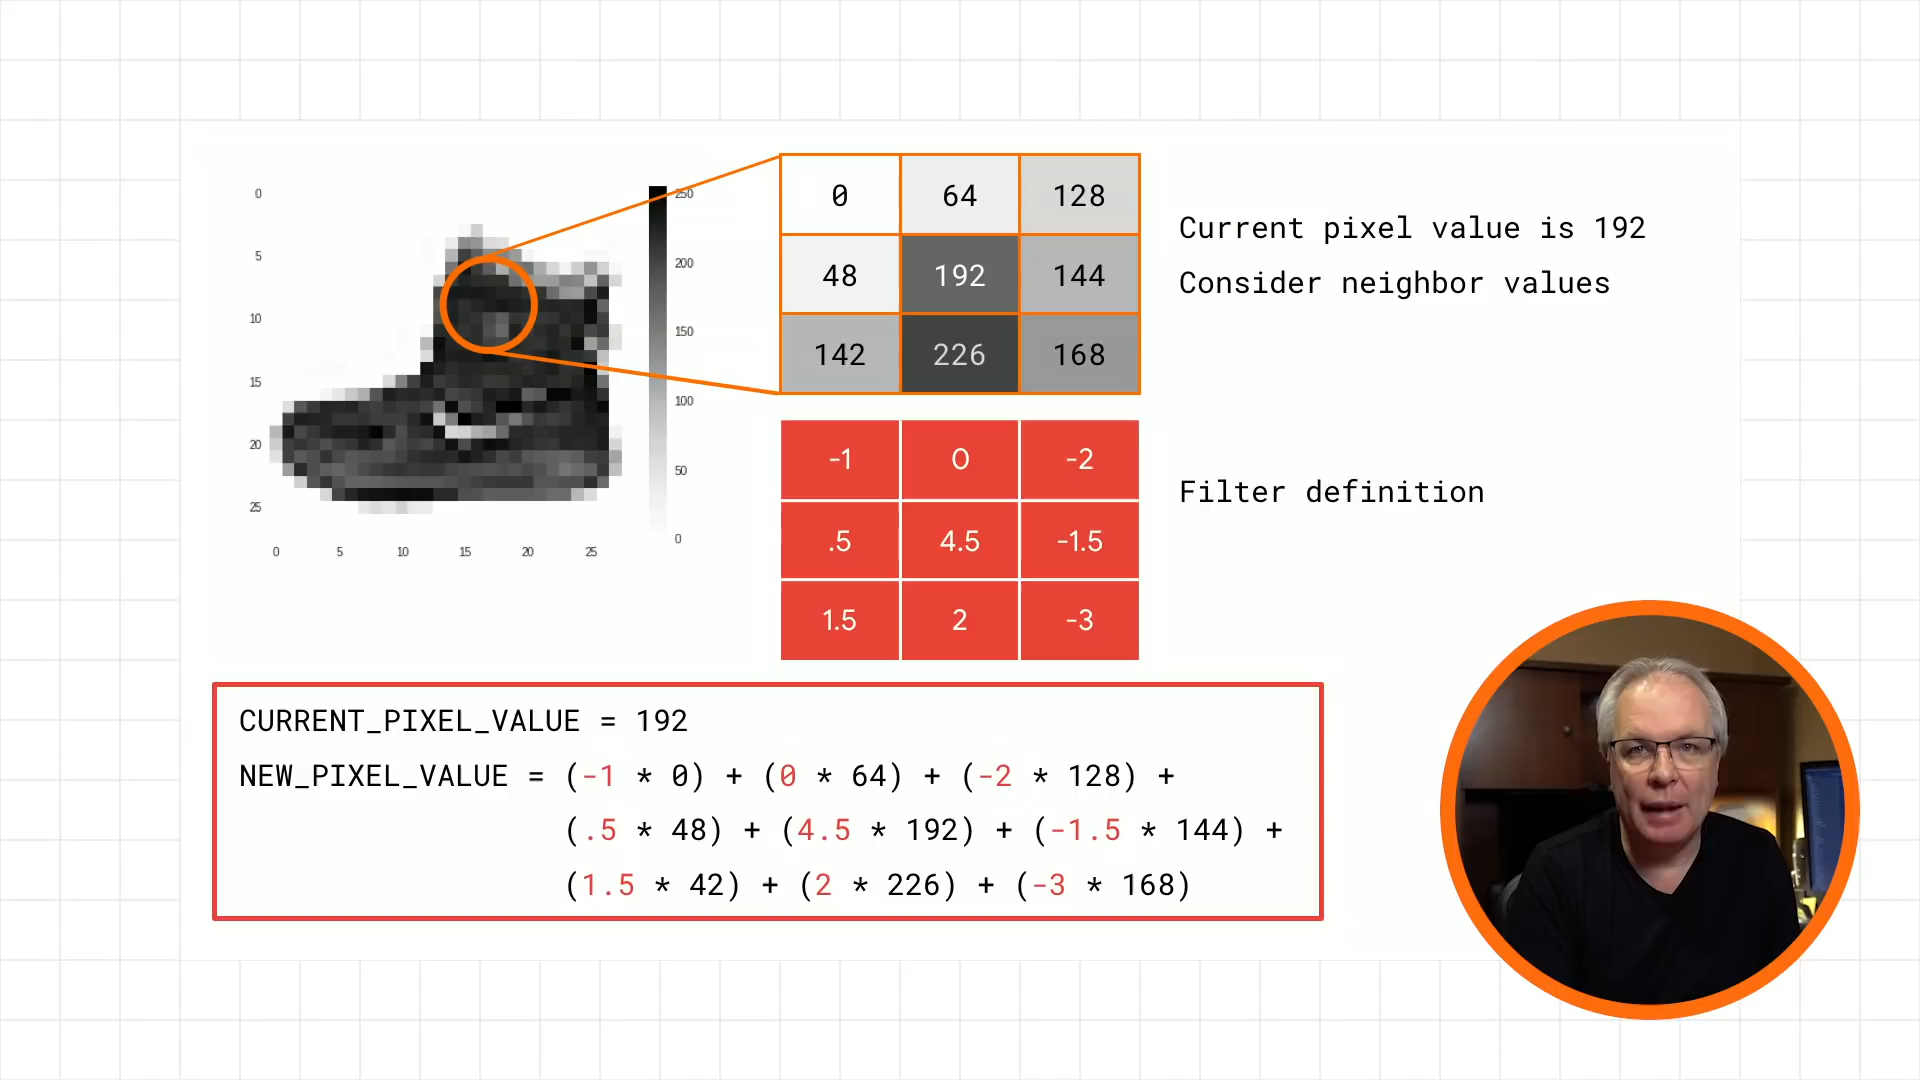 0
5
10
15
20
25
0 5 10 15 20 25
250
200
150
100
50
0
0 64 128
48 192 144
142 226 168
Current pixel value is 192
Consider neighbor values
-1 0 -2
.5 4.5 -1.5
1.5 2 -3
Filter definition
CURRENT_PIXEL_VALUE = 192
NEW_PIXEL_VALUE = (-1 * 0) + (0 * 64) + (-2 * 128) +
(.5 * 48) + (4.5 * 192) + (-1.5 * 144) +
(1.5 * 42) + (2 * 226) + (-3 * 168)